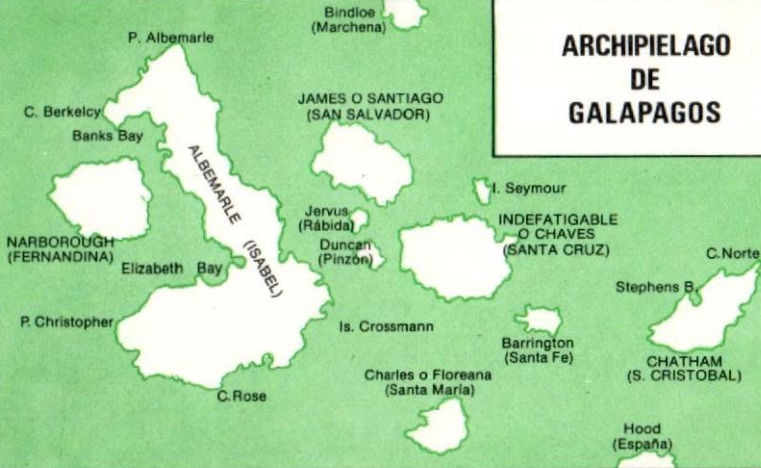 ARCHIPIELAGO
DE
GALAPAGOS
Bindloe
(Marchena)
P. Albemarle
C. Berkelcy
Banks Bay
JAMES O SANTIAGO
(SAN SALVADOR)
ALBEMARLE (ISABEL)
I. Seymour
Jervus
(Rábida)
INDEFATIGABLE
O CHAVES
(SANTA CRUZ)
NARBOROUGH
(FERNANDINA)
Duncan
(Pinzón)
Elizabeth Bay
C. Norte
Stephens B.
P. Christopher
Is. Crossmann
Barrington
(Santa Fe)
CHATHAM
(S. CRISTOBAL)
Charles o Floreana
(Santa María)
C. Rose
Hood
(España)